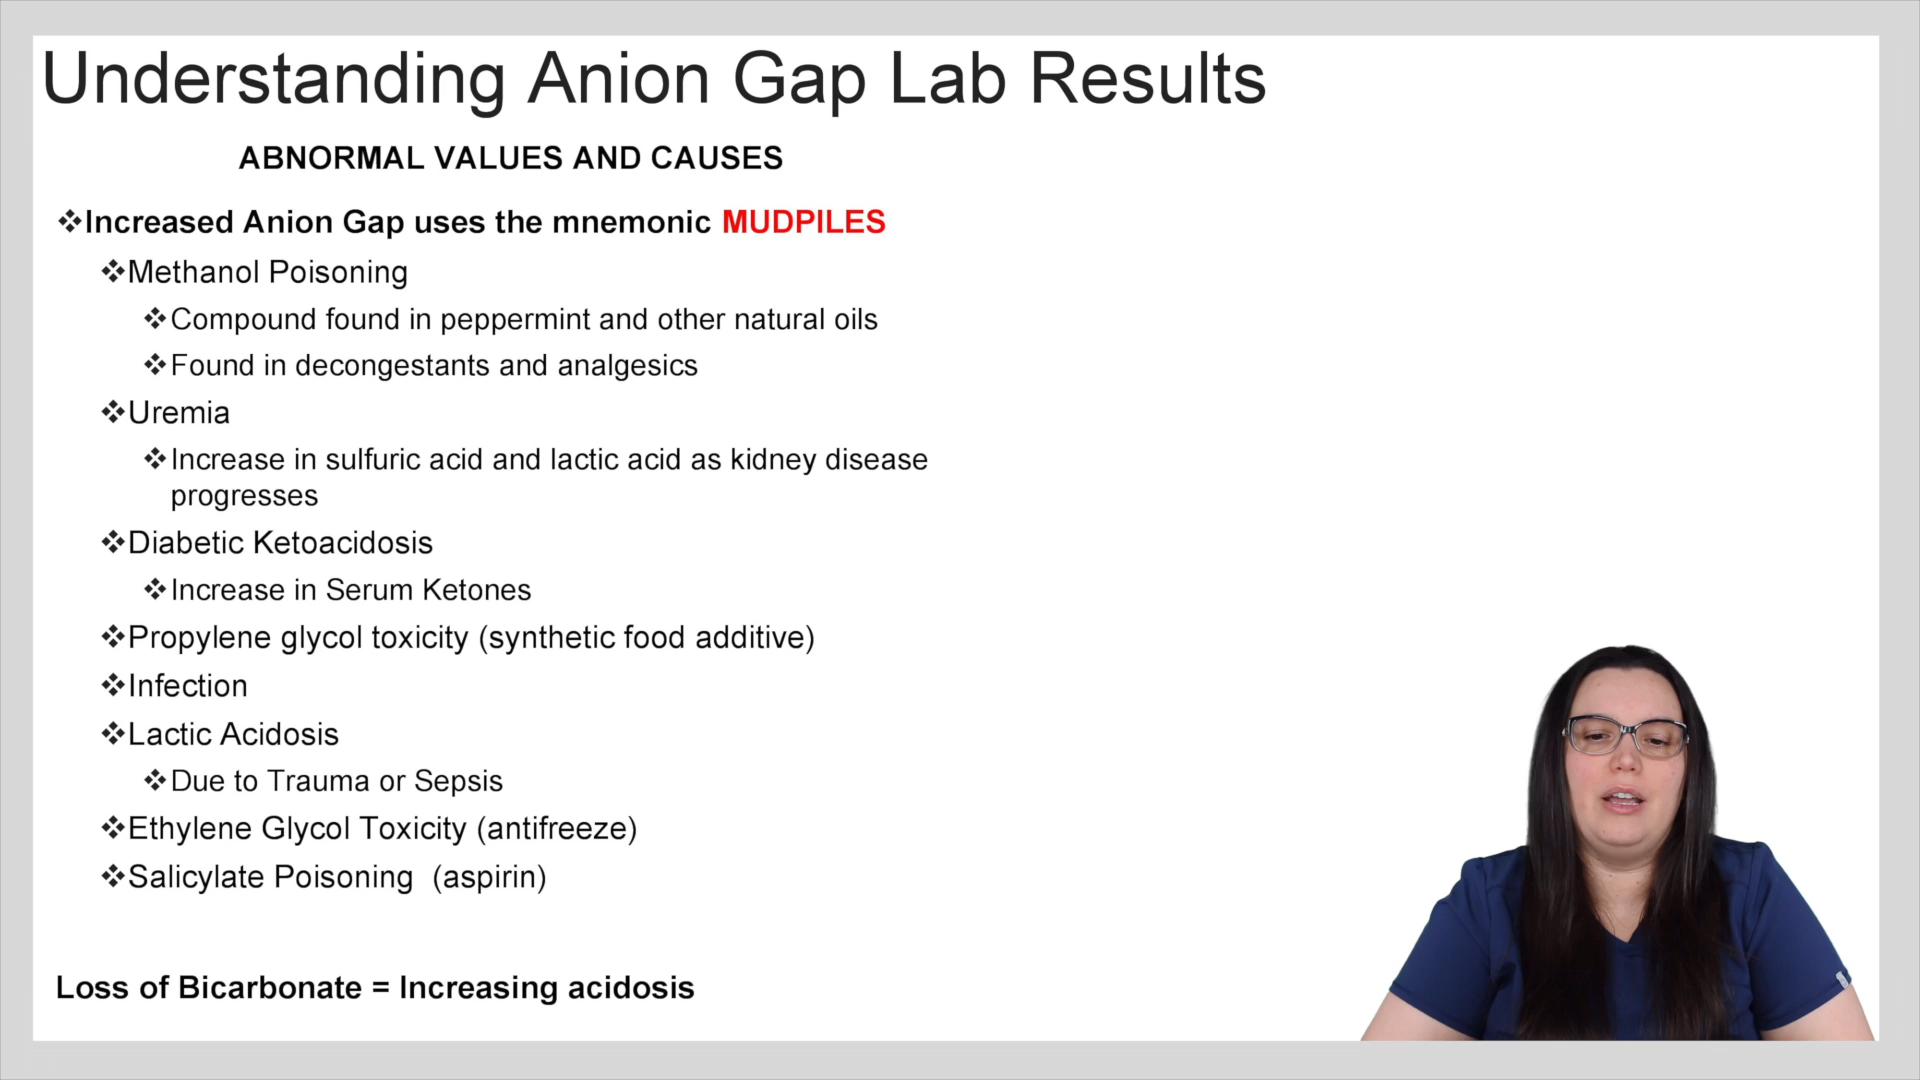 Understanding Anion Gap Lab Results
ABNORMAL VALUES AND CAUSES
❖Increased Anion Gap uses the mnemonic MUDPILES
❖Methanol Poisoning
❖Compound found in peppermint and other natural oils
❖Found in decongestants and analgesics
❖Uremia
❖Increase in sulfuric acid and lactic acid as kidney disease
progresses
❖Diabetic Ketoacidosis
❖Increase in Serum Ketones
❖Propylene glycol toxicity (synthetic food additive)
❖Infection
❖Lactic Acidosis
❖Due to Trauma or Sepsis
❖Ethylene Glycol Toxicity (antifreeze)
❖Salicylate Poisoning  (aspirin)
Loss of Bicarbonate = Increasing acidosis